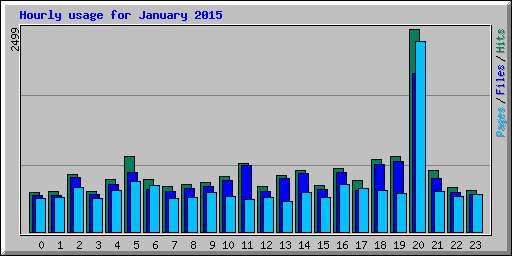 Hourly usage for January 2015
2499
Pages / Files / Hits
0 1 2 3 4 5 6 7 8 9 10 11 12 13 14 15 16 17 18 19 20 21 22 23